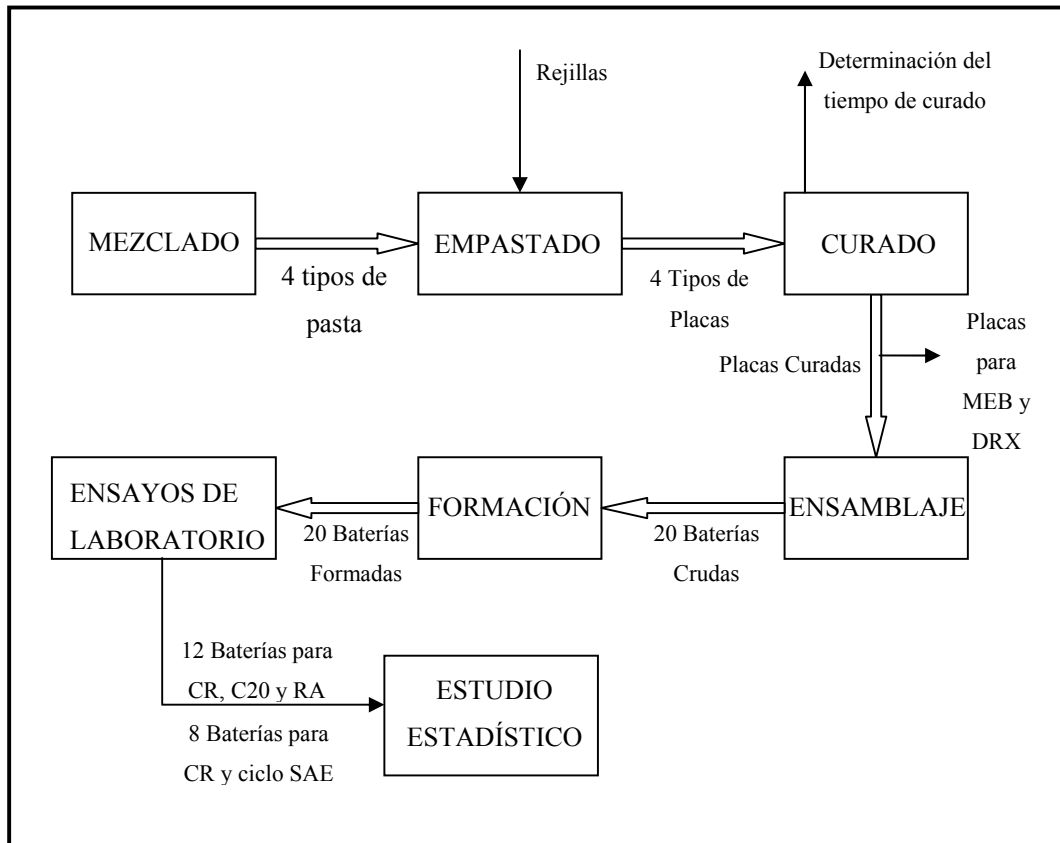 Rejillas
Determinación del
tiempo de curado
MEZCLADO
4 tipos de
pasta
EMPASTADO
4 Tipos de
Placas
CURADO
Placas Curadas
Placas
para
MEB y
DRX
ENSAMBLAJE
20 Baterías
Crudas
FORMACIÓN
20 Baterías
Formadas
ENSAYOS DE
LABORATORIO
12 Baterías para
CR, C20 y RA
8 Baterías para
CR y ciclo SAE
ESTUDIO
ESTADÍSTICO